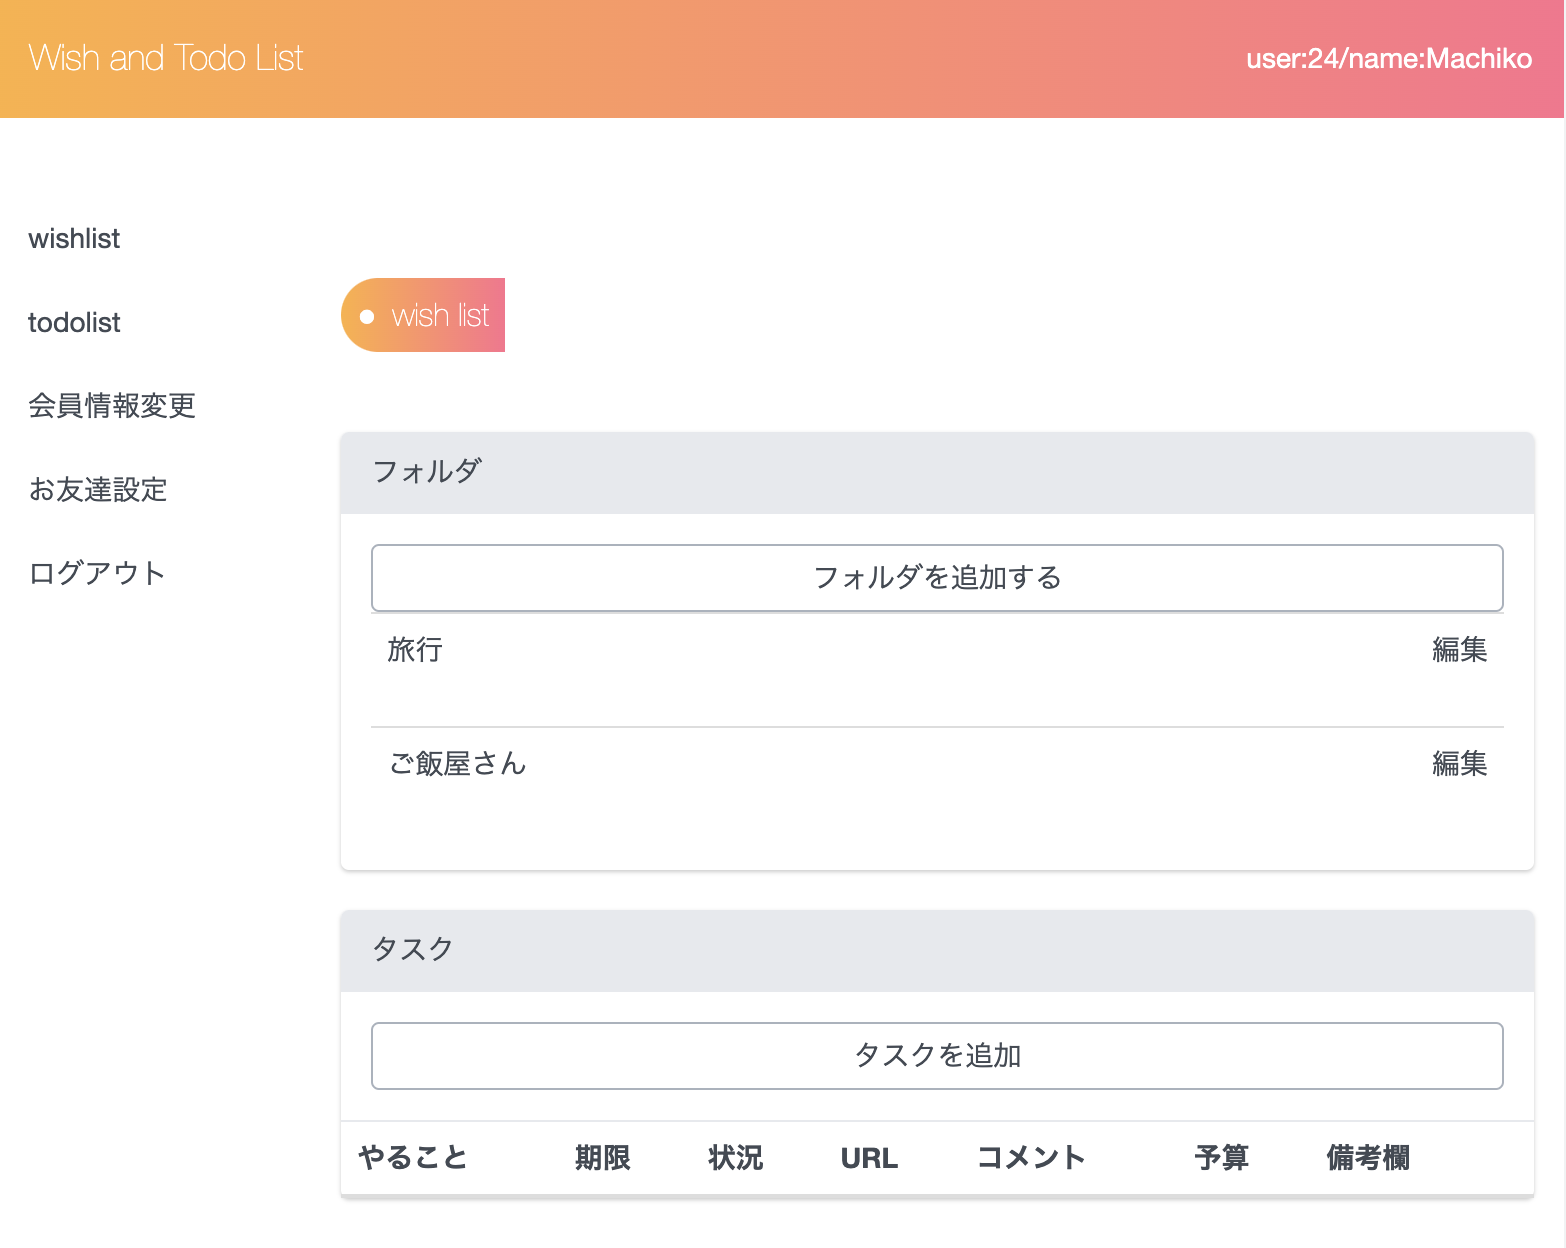 Wish and Todo List
user:24/name:Machiko
wishlist
todolist
会員情報変更
お友達設定
ログアウト
wish list
フォルダ
フォルダを追加する
旅行 編集
ご飯屋さん 編集
タスク
タスクを追加
やること 期限 状況 URL コメント 予算 備考欄